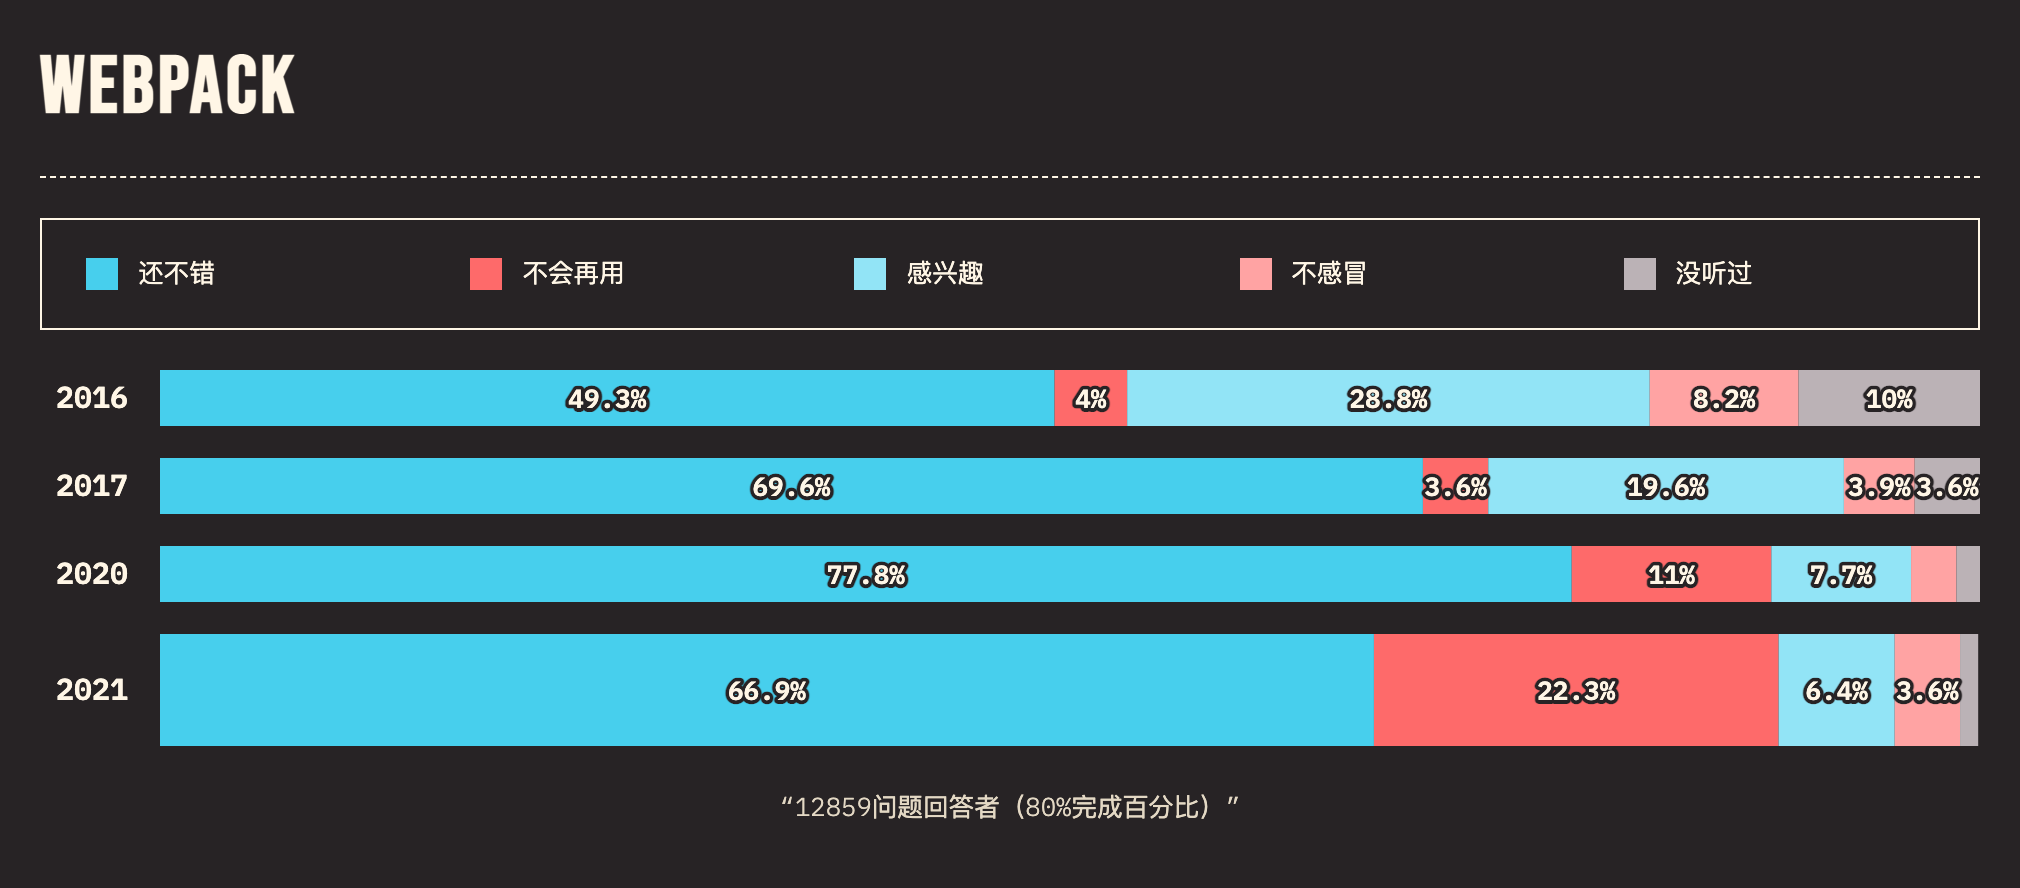 WEBPACK
还不错 不会再用 感兴趣 不感冒 没听过
2016 49.3% 4% 28.8% 8.2% 10%
2017 69.6% 3.6% 19.6% 3.9% 3.6%
2020 77.8% 11% 7.7%
2021 66.9% 22.3% 6.4% 3.6%
“12859问题回答者（80%完成百分比）”